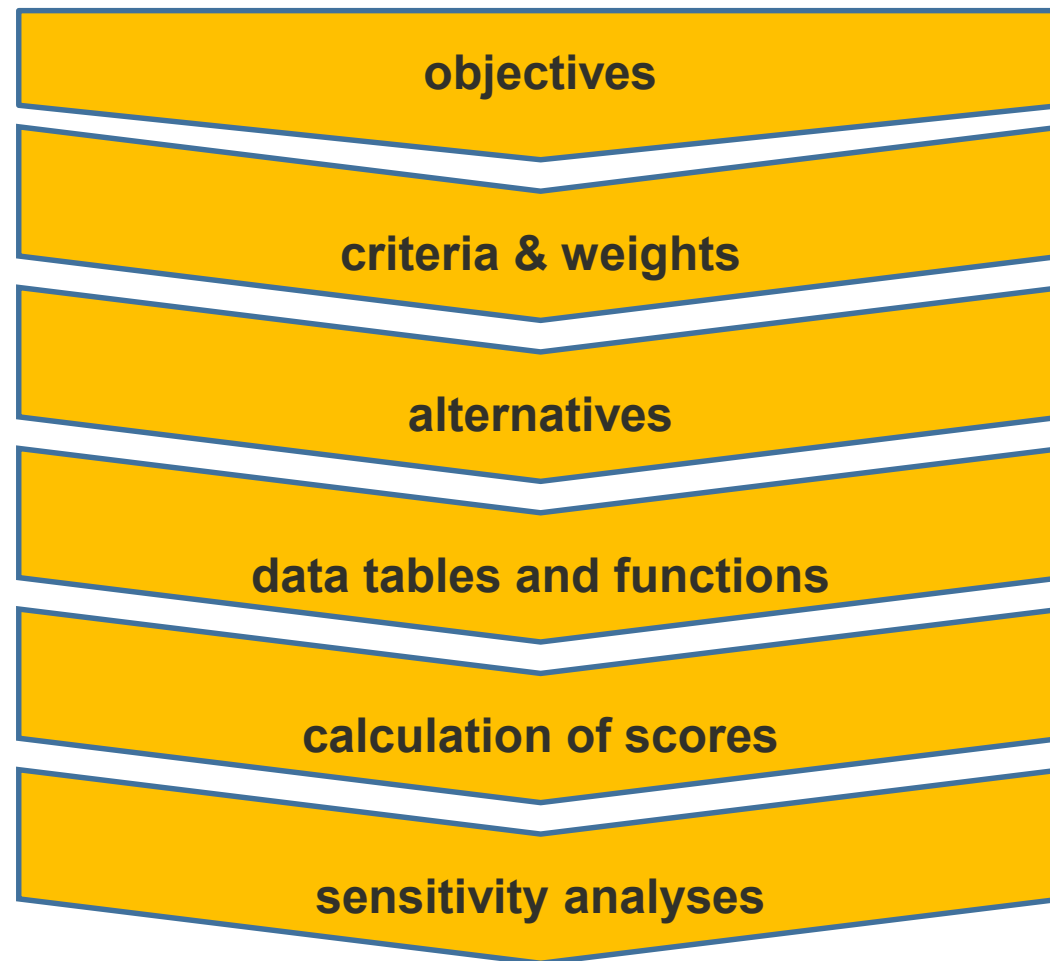 objectives
criteria & weights
alternatives
data tables and functions
calculation of scores
sensitivity analyses